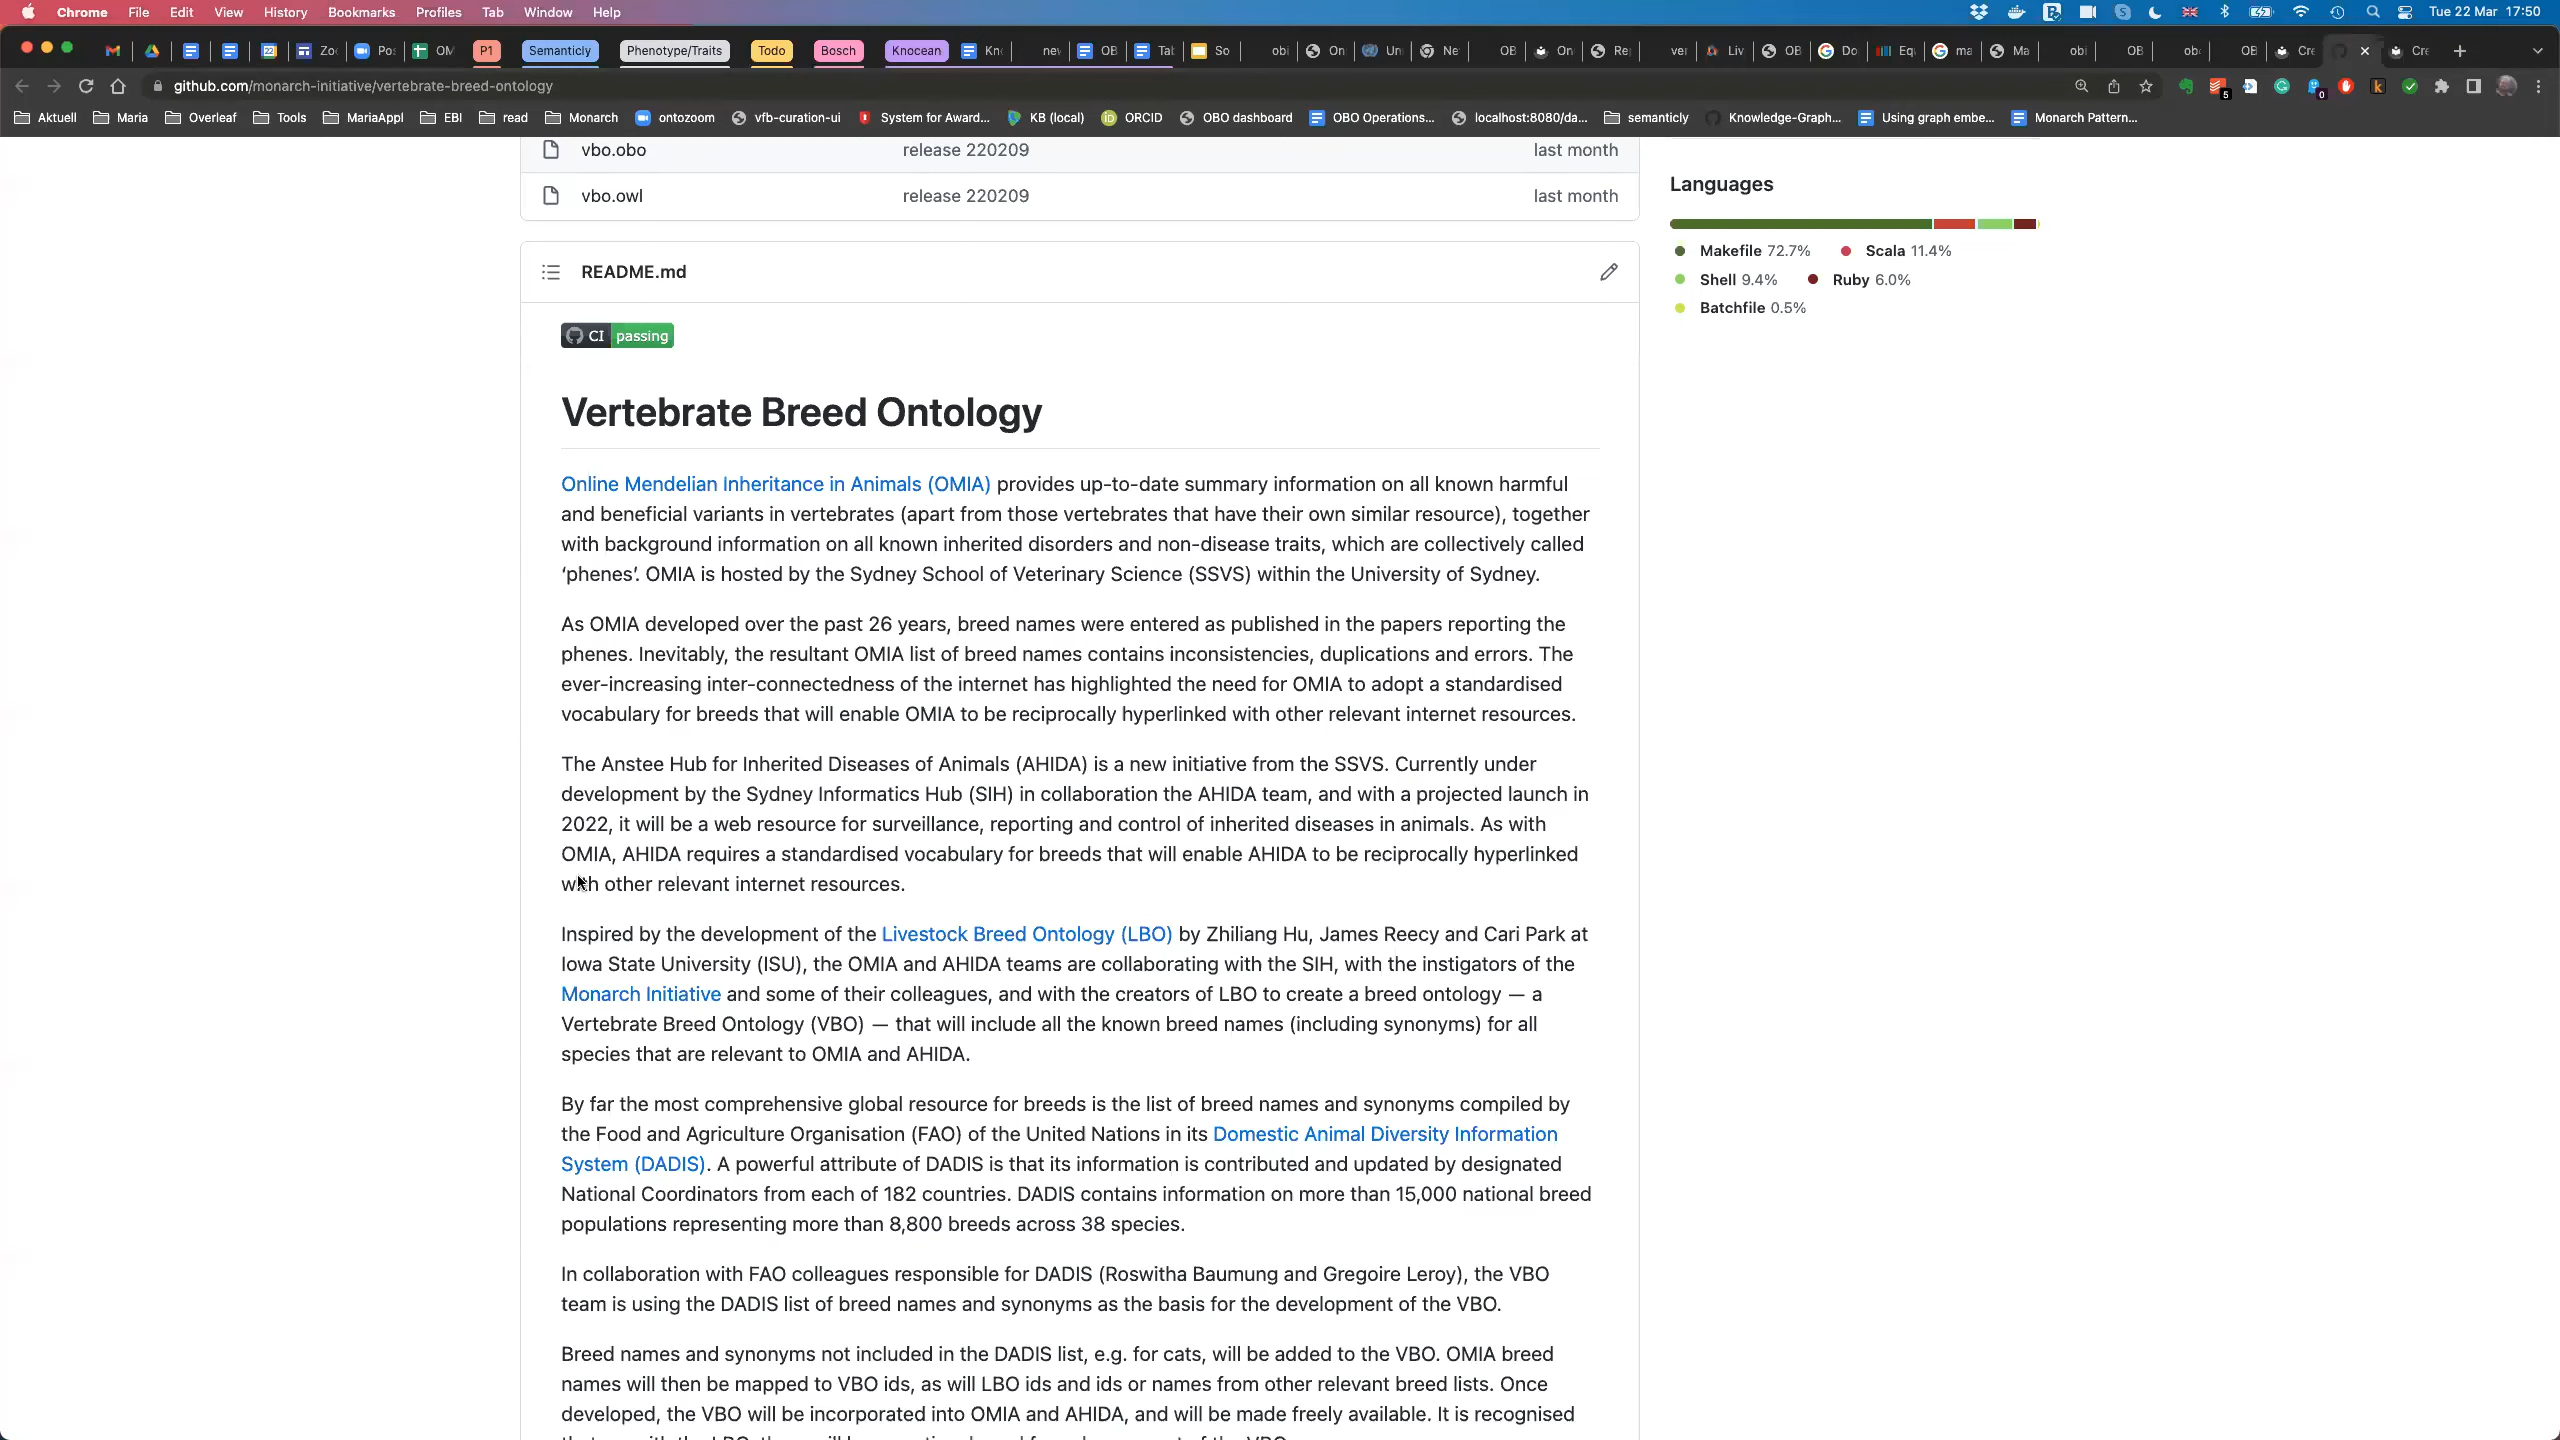 Chrome File Edit View History Bookmarks Profiles Tab Window Help Tue 22 Mar 17:50
Zo Po OM P1 Semanticly Phenotype/Traits Todo Bosch Knocean Kn nev OB Tab So obi On Un Ne OB On Re ver Liv OB Do Eq ma Ma obi OB ob OB Cre Cre
github.com/monarch-initiative/vertebrate-breed-ontology
Aktuell Maria Overleaf Tools MariaAppl EBI read Monarch ontozoom vfb-curation-ui System for Award... KB (local) ORCID OBO dashboard OBO Operations... localhost:8080/da... semanticly Knowledge-Graph... Using graph embe... Monarch Pattern...
vbo.obo release 220209 last month
vbo.owl release 220209 last month
Languages
Makefile 72.7% Scala 11.4%
Shell 9.4% Ruby 6.0%
Batchfile 0.5%
README.md
CI passing
Vertebrate Breed Ontology
Online Mendelian Inheritance in Animals (OMIA) provides up-to-date summary information on all known harmful
and beneficial variants in vertebrates (apart from those vertebrates that have their own similar resource), together
with background information on all known inherited disorders and non-disease traits, which are collectively called
‘phenes’. OMIA is hosted by the Sydney School of Veterinary Science (SSVS) within the University of Sydney.
As OMIA developed over the past 26 years, breed names were entered as published in the papers reporting the
phenes. Inevitably, the resultant OMIA list of breed names contains inconsistencies, duplications and errors. The
ever-increasing inter-connectedness of the internet has highlighted the need for OMIA to adopt a standardised
vocabulary for breeds that will enable OMIA to be reciprocally hyperlinked with other relevant internet resources.
The Anstee Hub for Inherited Diseases of Animals (AHIDA) is a new initiative from the SSVS. Currently under
development by the Sydney Informatics Hub (SIH) in collaboration the AHIDA team, and with a projected launch in
2022, it will be a web resource for surveillance, reporting and control of inherited diseases in animals. As with
OMIA, AHIDA requires a standardised vocabulary for breeds that will enable AHIDA to be reciprocally hyperlinked
with other relevant internet resources.
Inspired by the development of the Livestock Breed Ontology (LBO) by Zhiliang Hu, James Reecy and Cari Park at
Iowa State University (ISU), the OMIA and AHIDA teams are collaborating with the SIH, with the instigators of the
Monarch Initiative and some of their colleagues, and with the creators of LBO to create a breed ontology — a
Vertebrate Breed Ontology (VBO) — that will include all the known breed names (including synonyms) for all
species that are relevant to OMIA and AHIDA.
By far the most comprehensive global resource for breeds is the list of breed names and synonyms compiled by
the Food and Agriculture Organisation (FAO) of the United Nations in its Domestic Animal Diversity Information
System (DADIS). A powerful attribute of DADIS is that its information is contributed and updated by designated
National Coordinators from each of 182 countries. DADIS contains information on more than 15,000 national breed
populations representing more than 8,800 breeds across 38 species.
In collaboration with FAO colleagues responsible for DADIS (Roswitha Baumung and Gregoire Leroy), the VBO
team is using the DADIS list of breed names and synonyms as the basis for the development of the VBO.
Breed names and synonyms not included in the DADIS list, e.g. for cats, will be added to the VBO. OMIA breed
names will then be mapped to VBO ids, as will LBO ids and ids or names from other relevant breed lists. Once
developed, the VBO will be incorporated into OMIA and AHIDA, and will be made freely available. It is recognised